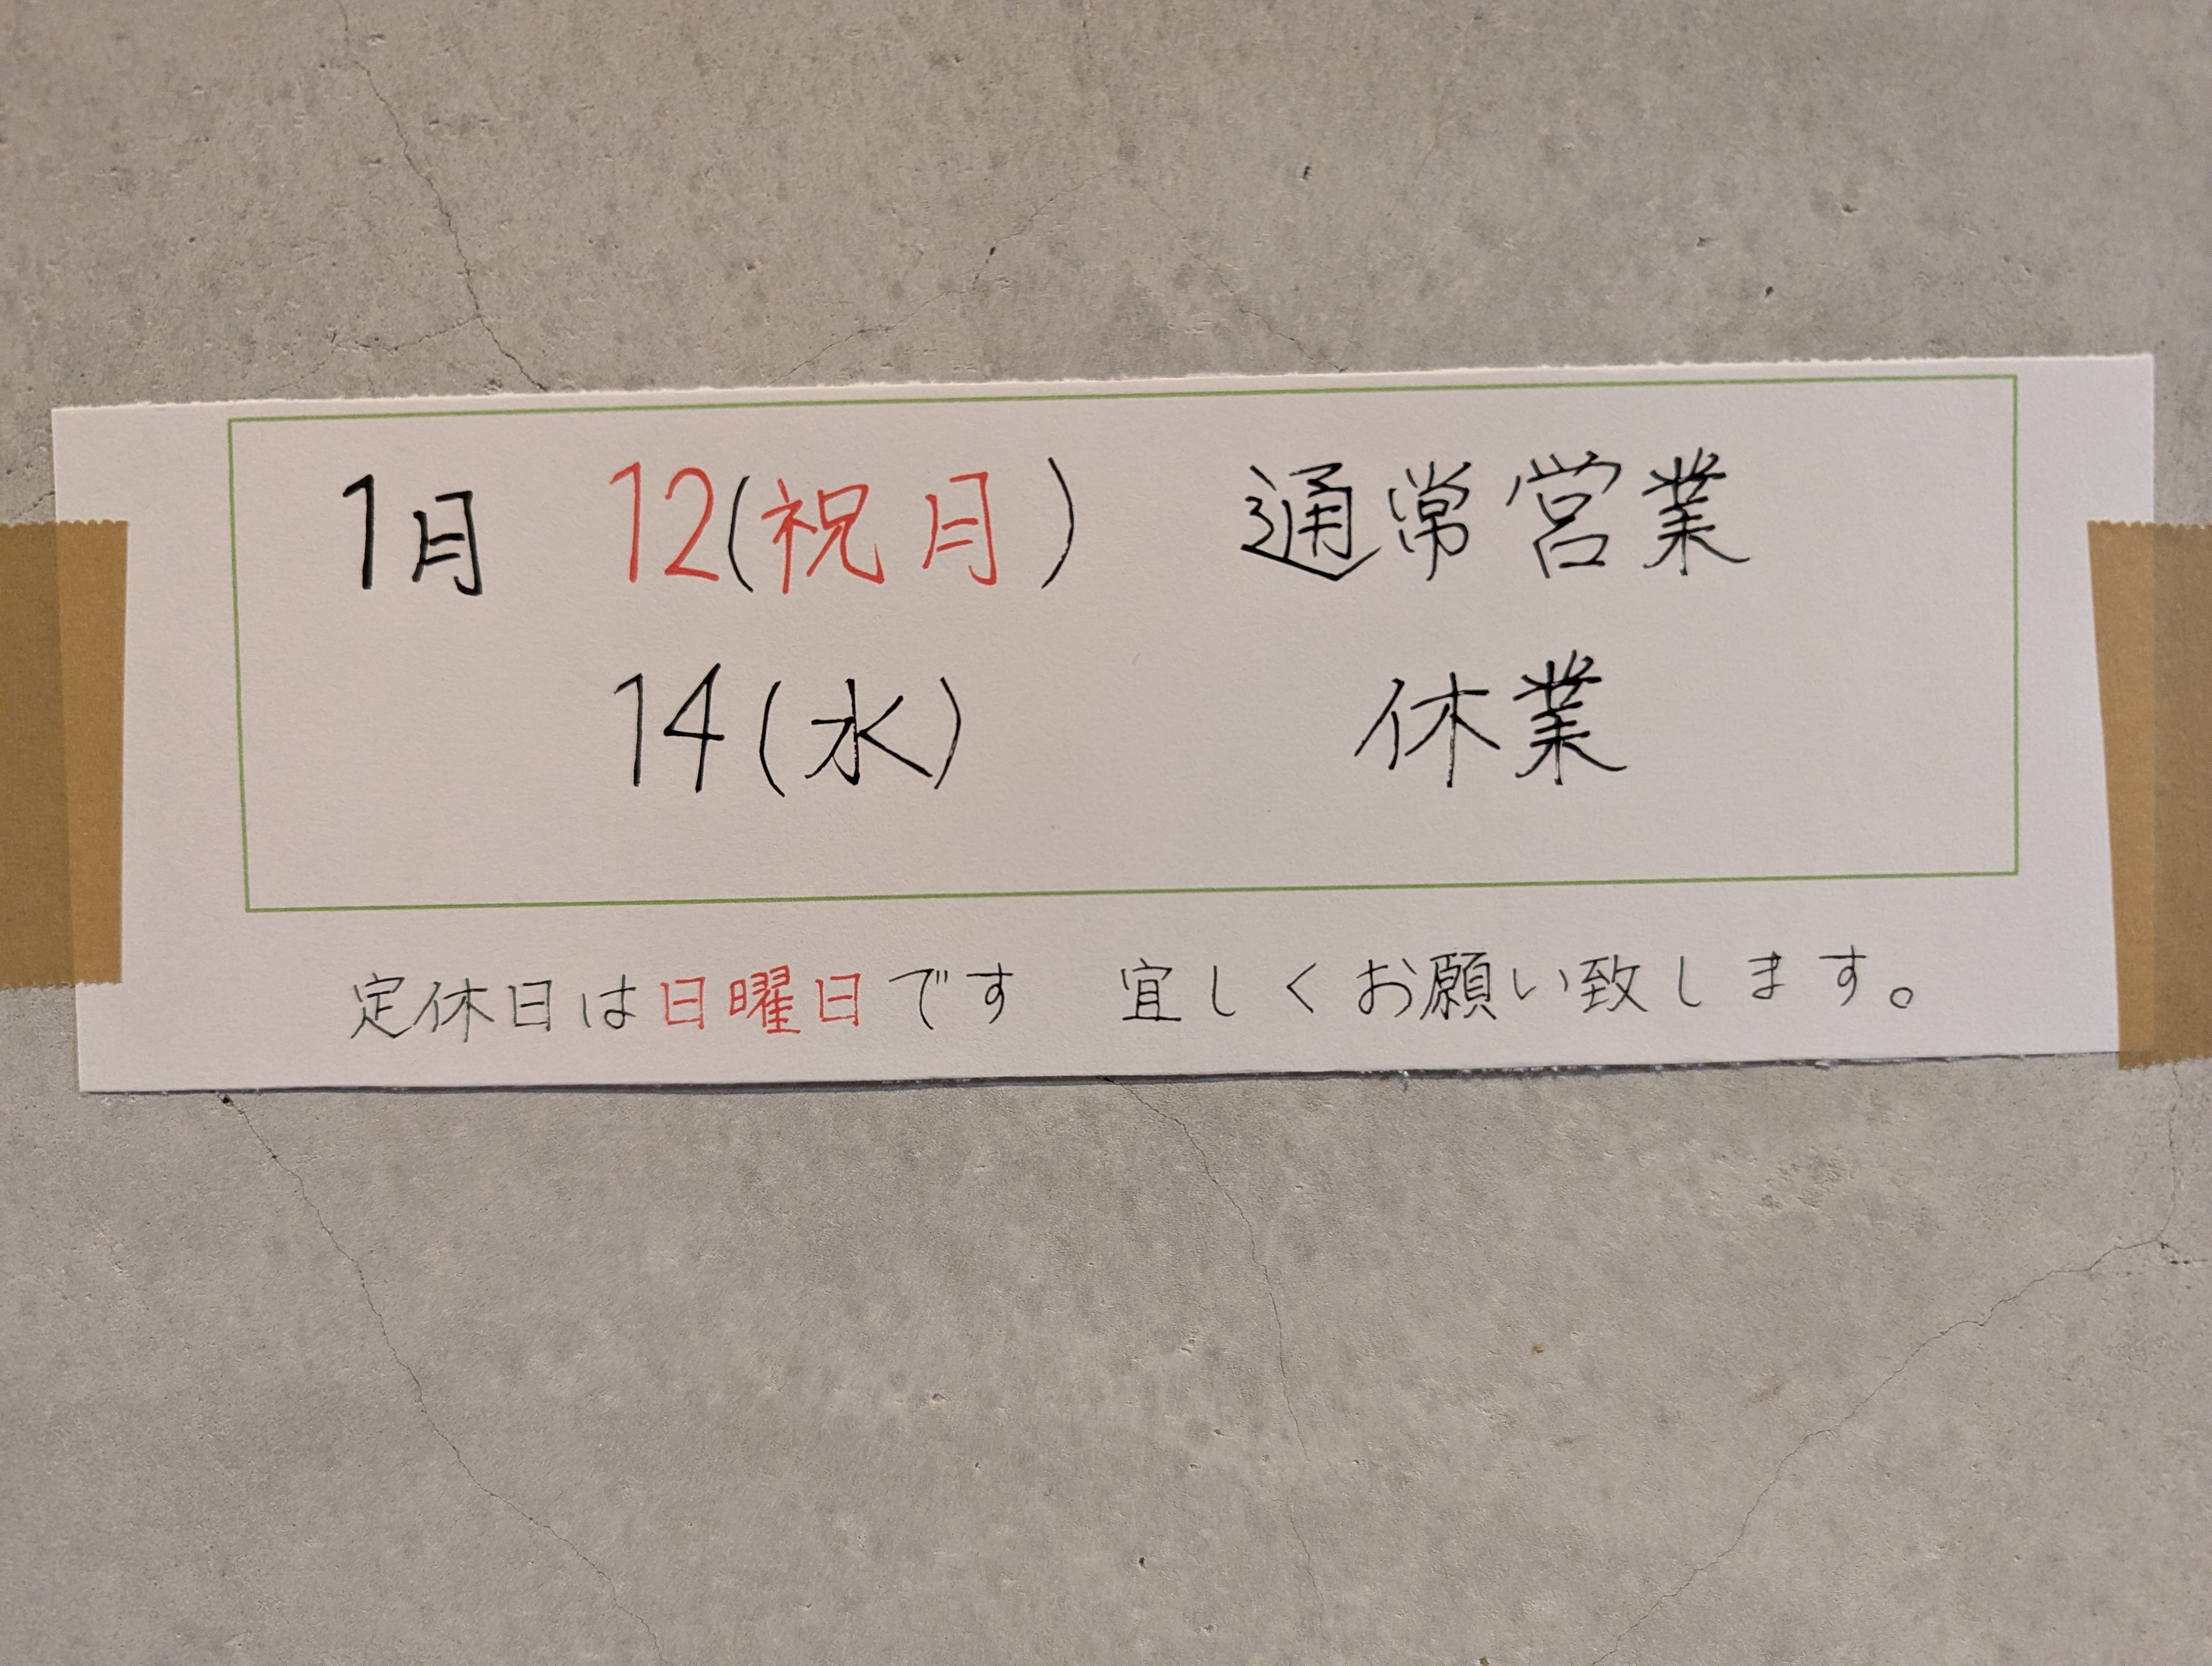 1月 12(祝月) 通常営業
14(水) 休業
定休日は日曜日です 宜しくお願い致します。